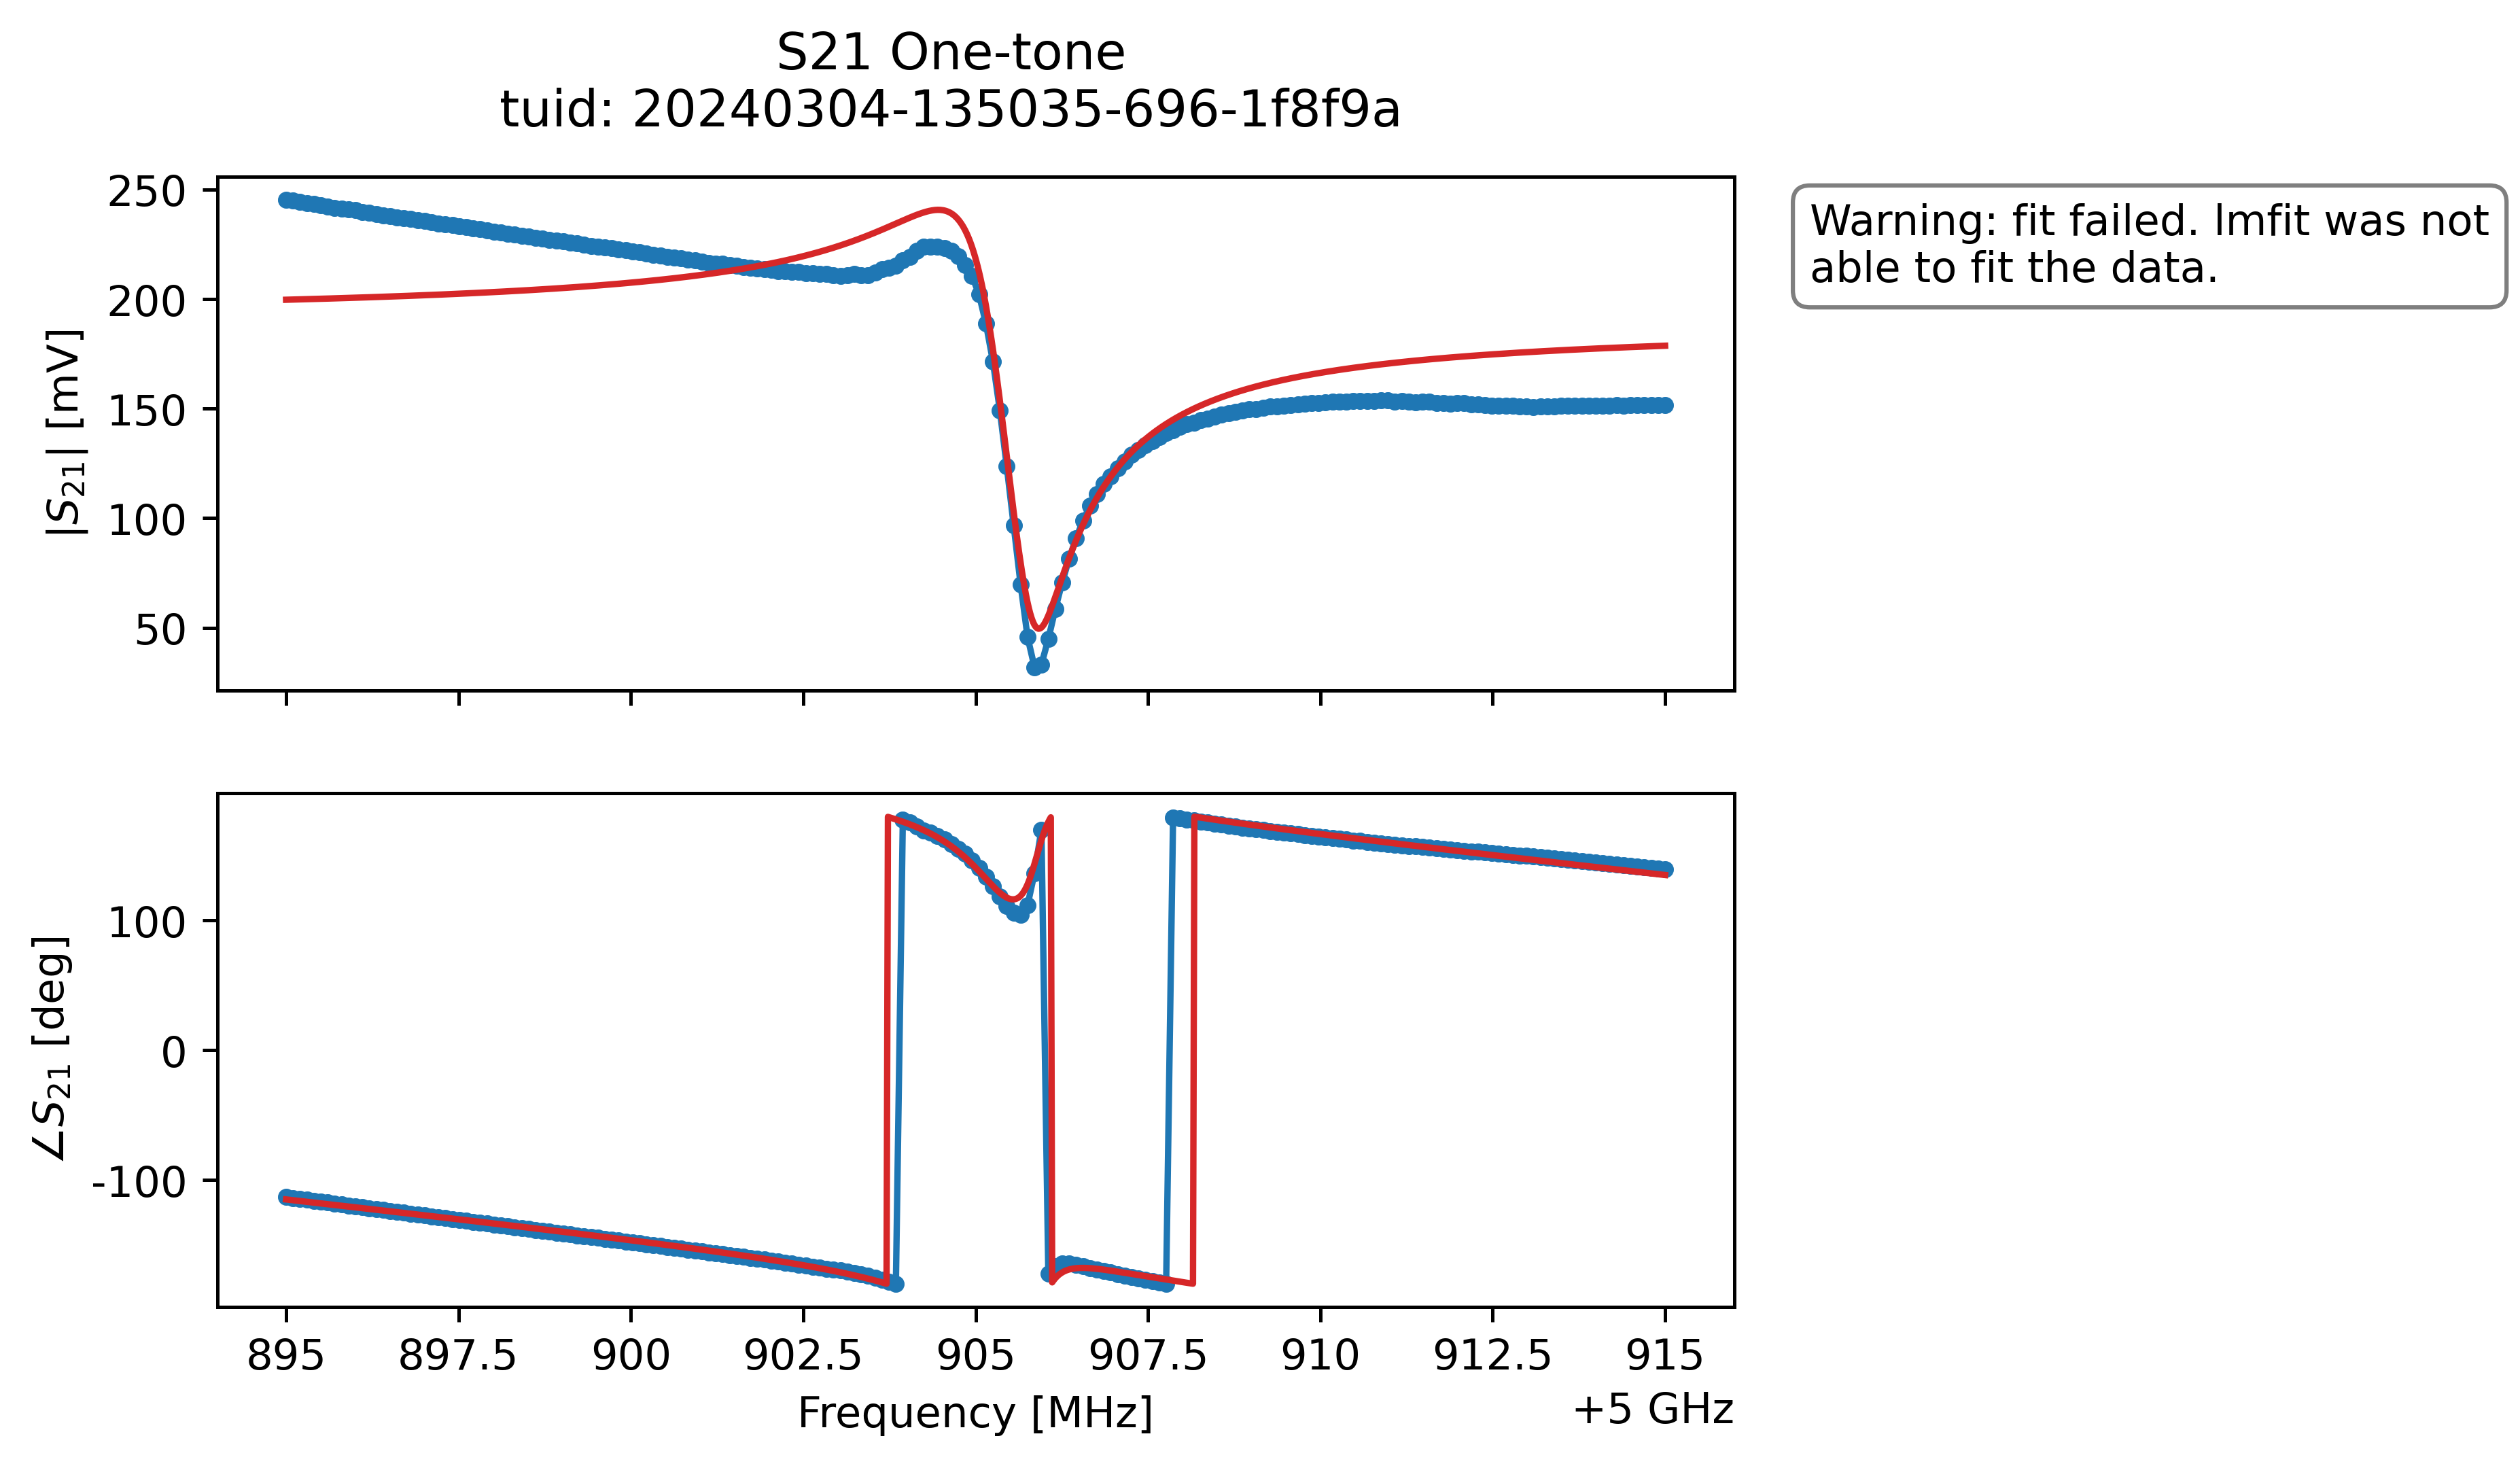 S21 One-tone
tuid: 20240304-135035-696-1f8f9a
250
200
150
100
50
|S₂₁| [mV]
Warning: fit failed. lmfit was not
able to fit the data.
100
0
-100
∠S₂₁ [deg]
895 897.5 900 902.5 905 907.5 910 912.5 915
Frequency [MHz]
+5 GHz